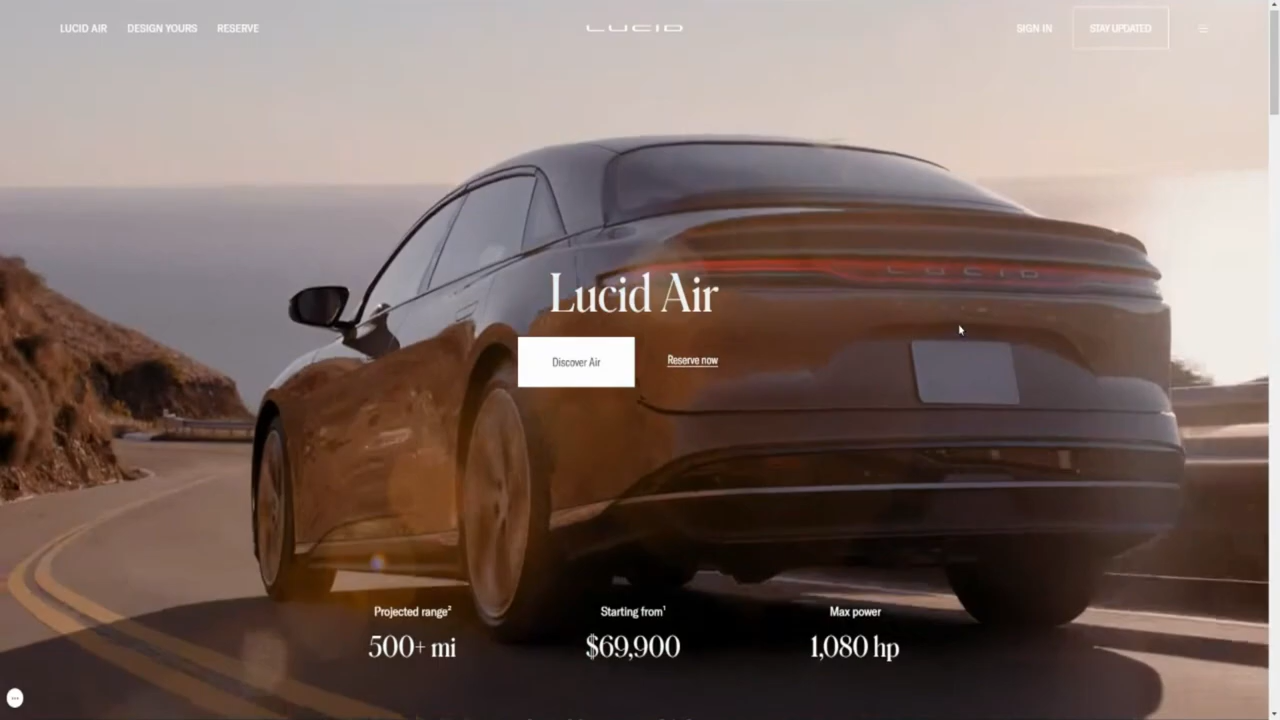 LUCID AIR DESIGN YOURS RESERVE
LUCID
SIGN IN STAY UPDATED
LUCID
Lucid Air
Discover Air Reserve now
Projected range² Starting from¹ Max power
500+ mi $69,900 1,080 hp